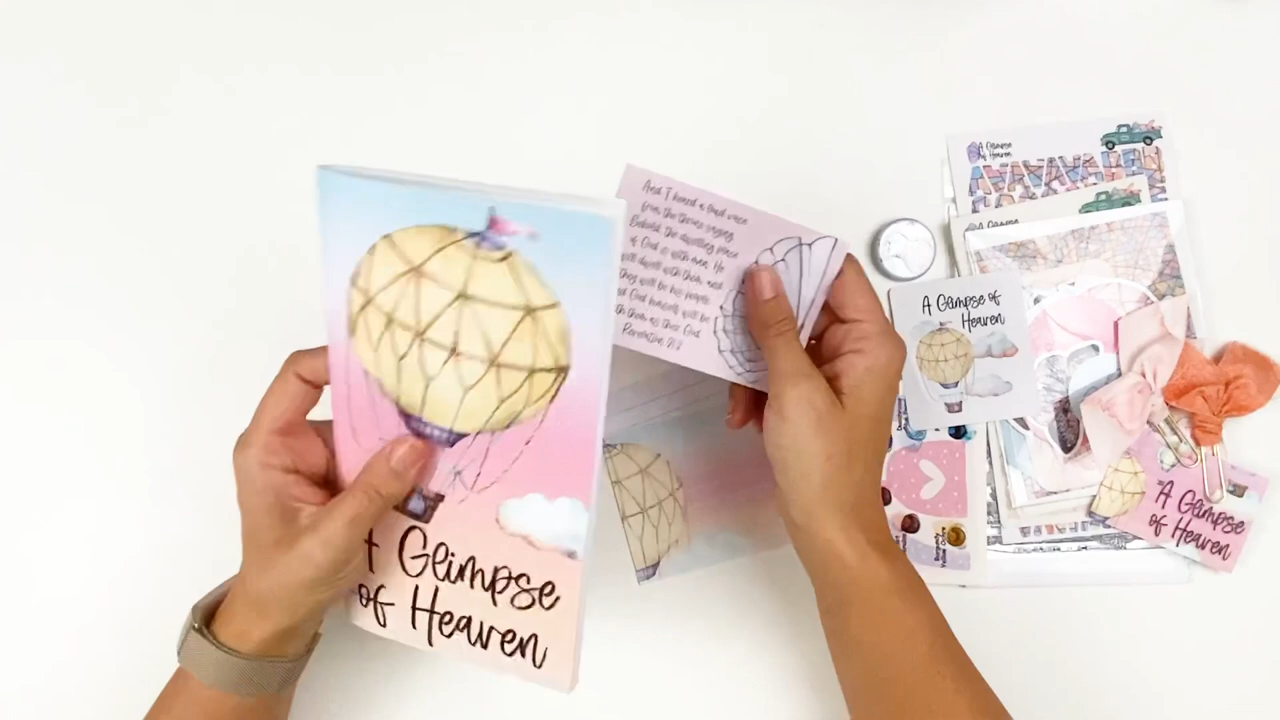 A Glimpse
of Heaven
And I heard a loud voice
from the throne saying,
Behold, the dwelling place
of God is with men. He
will dwell with them, and
they will be his people
God himself will be
with them as their God
Revelation 21:3
A Glimpse
of Heaven
A Glimpse of
Heaven
A Glimpse
of Heaven